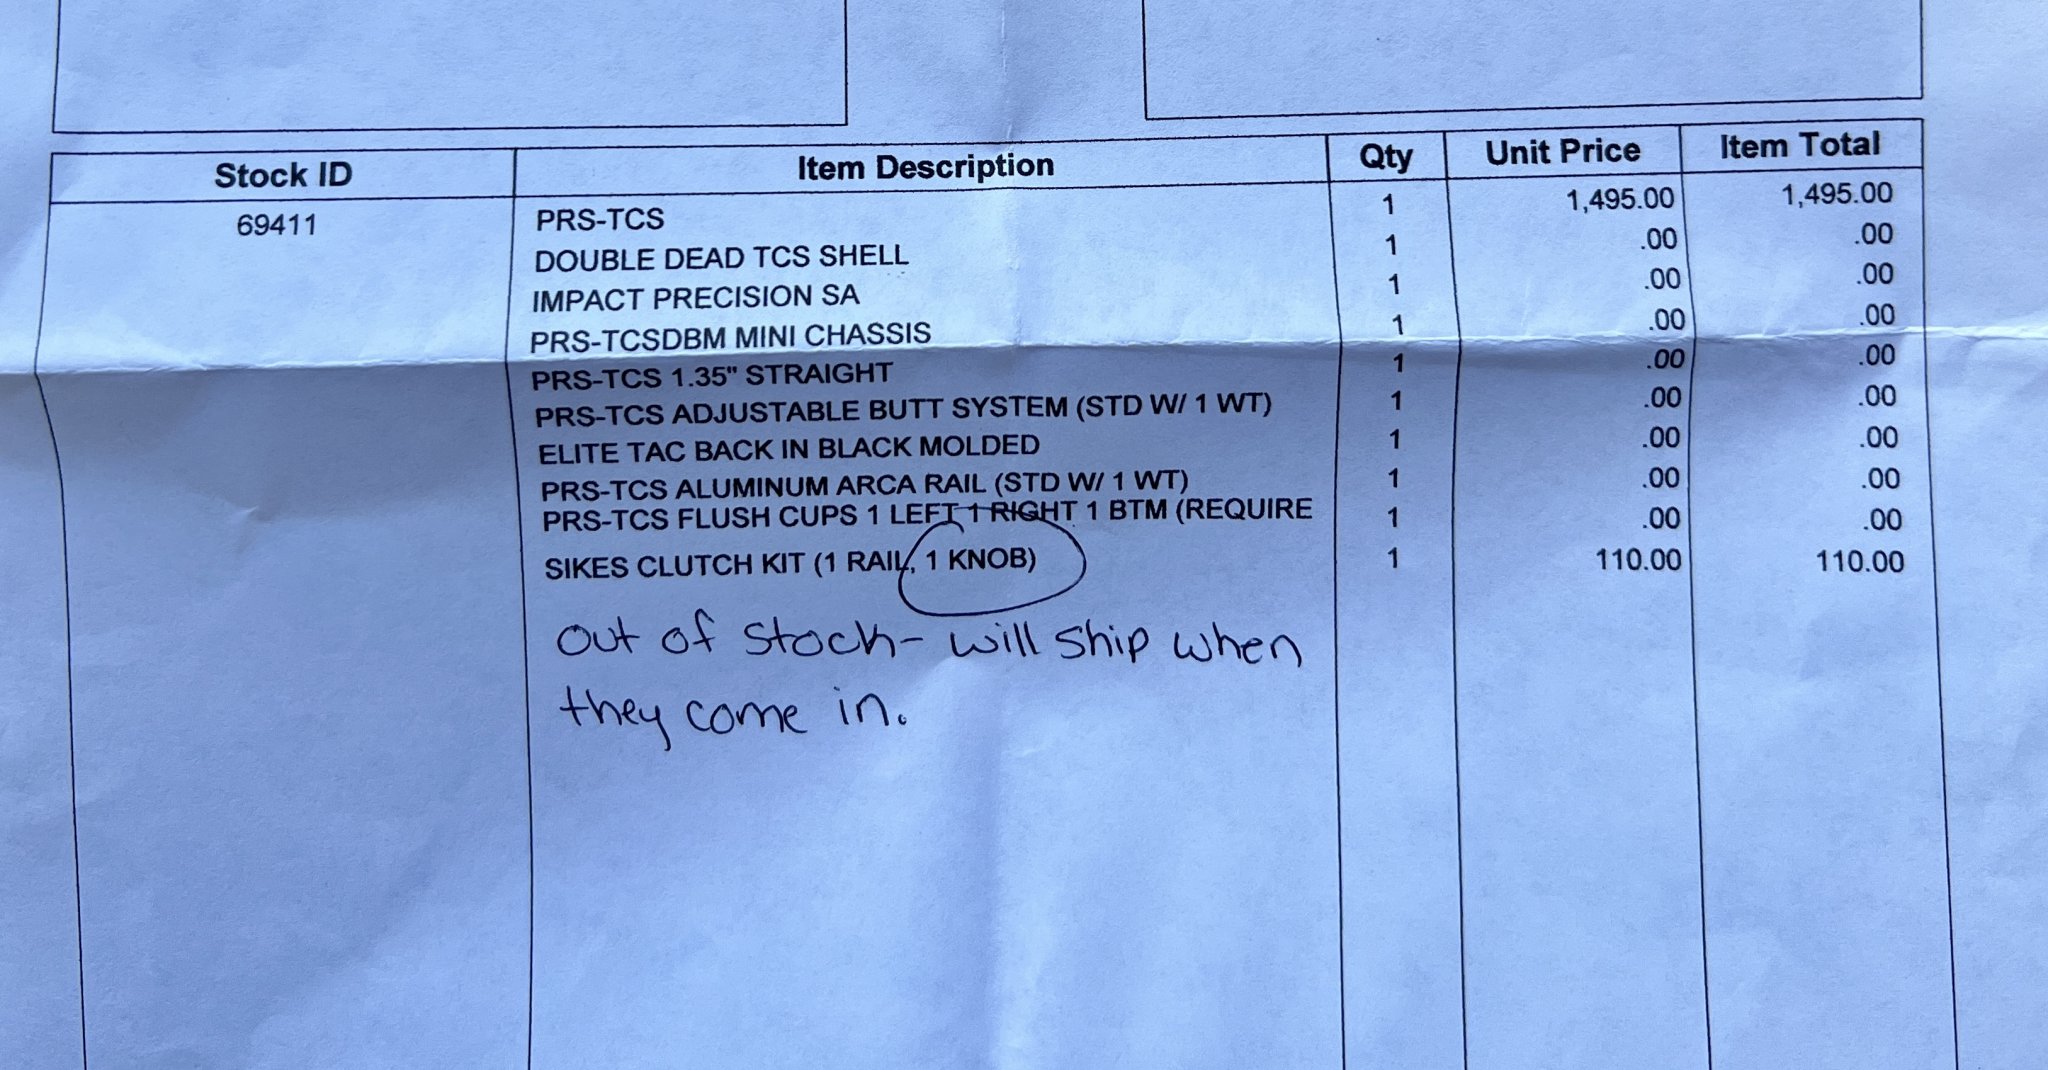 Stock ID Item Description Qty Unit Price Item Total
69411 PRS-TCS 1 1,495.00 1,495.00
DOUBLE DEAD TCS SHELL 1 .00 .00
IMPACT PRECISION SA 1 .00 .00
PRS-TCSDBM MINI CHASSIS 1 .00 .00
PRS-TCS 1.35" STRAIGHT 1 .00 .00
PRS-TCS ADJUSTABLE BUTT SYSTEM (STD W/ 1 WT) 1 .00 .00
ELITE TAC BACK IN BLACK MOLDED 1 .00 .00
PRS-TCS ALUMINUM ARCA RAIL (STD W/ 1 WT) 1 .00 .00
PRS-TCS FLUSH CUPS 1 LEFT 1 RIGHT 1 BTM (REQUIRE 1 .00 .00
SIKES CLUTCH KIT (1 RAIL, 1 KNOB) 1 110.00 110.00
out of stock - will ship when
they come in.